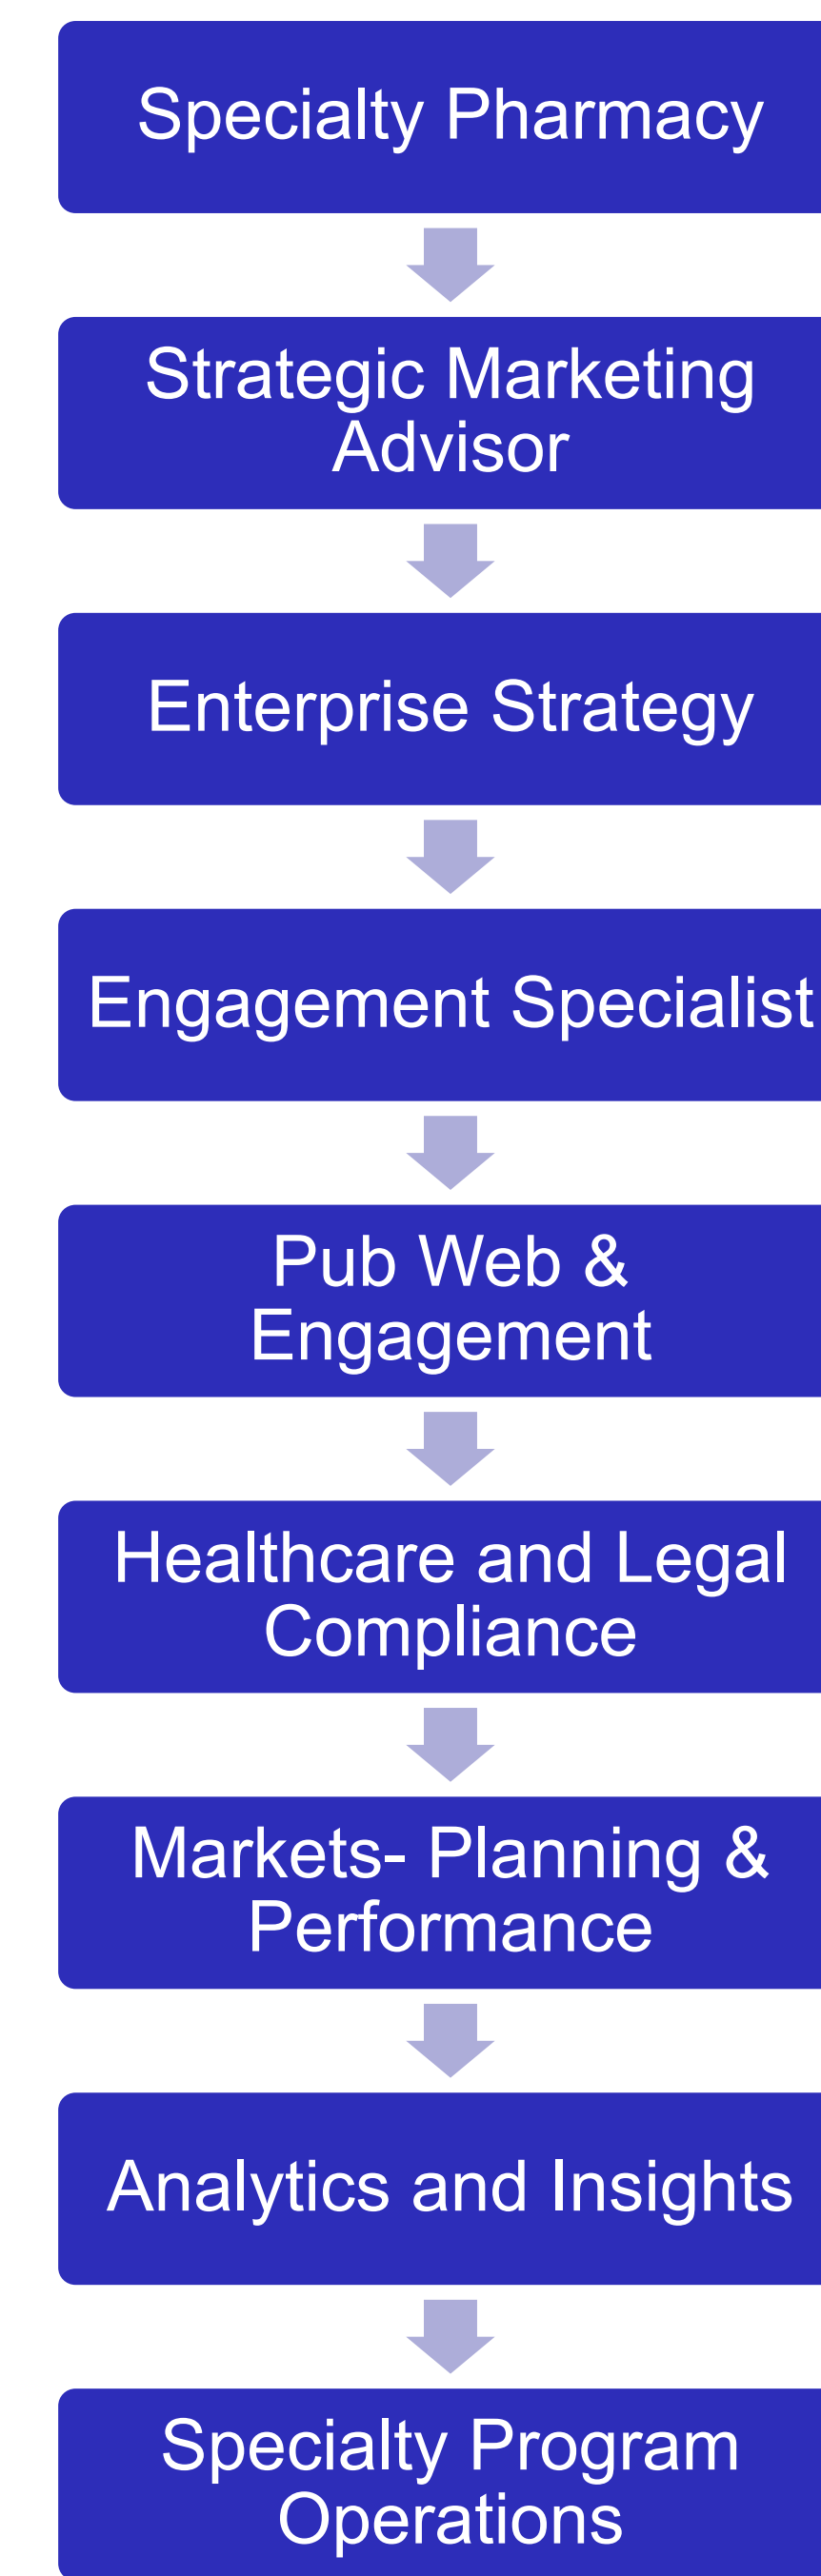 Specialty Pharmacy
Strategic Marketing
Advisor
Enterprise Strategy
Engagement Specialist
Pub Web &
Engagement
Healthcare and Legal
Compliance
Markets- Planning &
Performance
Analytics and Insights
Specialty Program
Operations